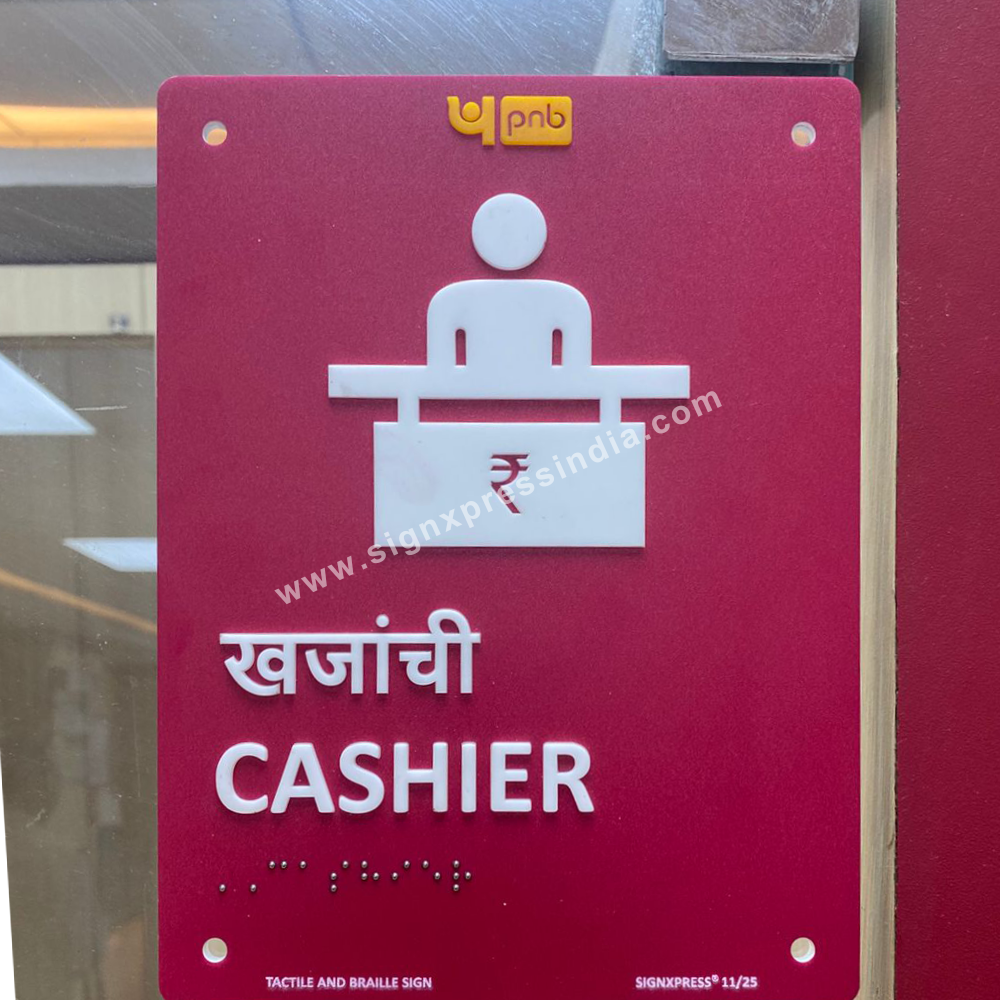 प pnb
₹
www.signxpressindia.com
खजांची
CASHIER
⠠⠠⠉⠁⠎⠓⠊⠑⠗
TACTILE AND BRAILLE SIGN
SIGNXPRESS® 11/25